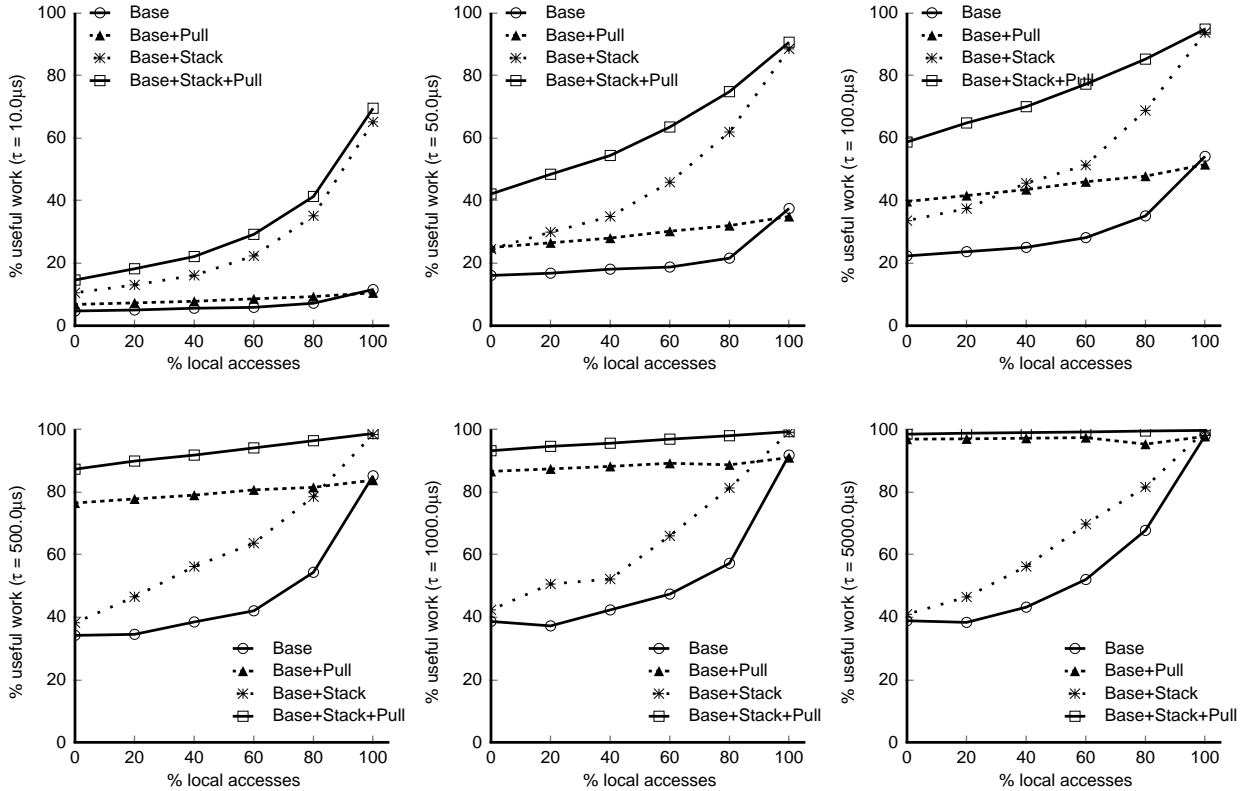 100
80
60
40
20
0
% useful work (τ = 10.0μs)
Base
Base+Pull
Base+Stack
Base+Stack+Pull
0 20 40 60 80 100
% local accesses
100
80
60
40
20
0
% useful work (τ = 50.0μs)
Base
Base+Pull
Base+Stack
Base+Stack+Pull
0 20 40 60 80 100
% local accesses
100
80
60
40
20
0
% useful work (τ = 100.0μs)
Base
Base+Pull
Base+Stack
Base+Stack+Pull
0 20 40 60 80 100
% local accesses
100
80
60
40
20
0
% useful work (τ = 500.0μs)
Base
Base+Pull
Base+Stack
Base+Stack+Pull
0 20 40 60 80 100
% local accesses
100
80
60
40
20
0
% useful work (τ = 1000.0μs)
Base
Base+Pull
Base+Stack
Base+Stack+Pull
0 20 40 60 80 100
% local accesses
100
80
60
40
20
0
% useful work (τ = 5000.0μs)
Base
Base+Pull
Base+Stack
Base+Stack+Pull
0 20 40 60 80 100
% local accesses